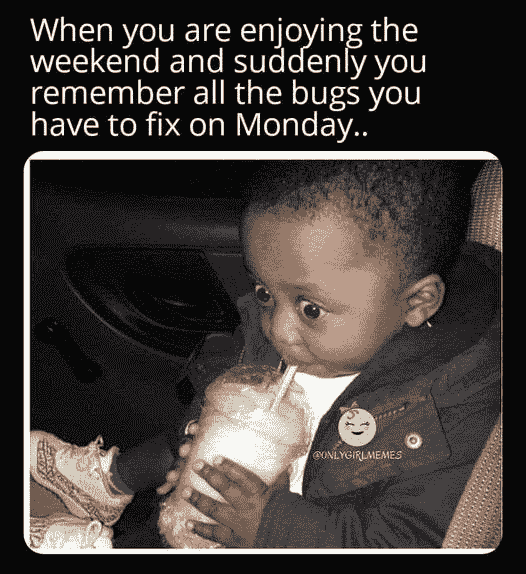 When you are enjoying the
weekend and suddenly you
remember all the bugs you
have to fix on Monday..
@ONLYGIRLMEMES